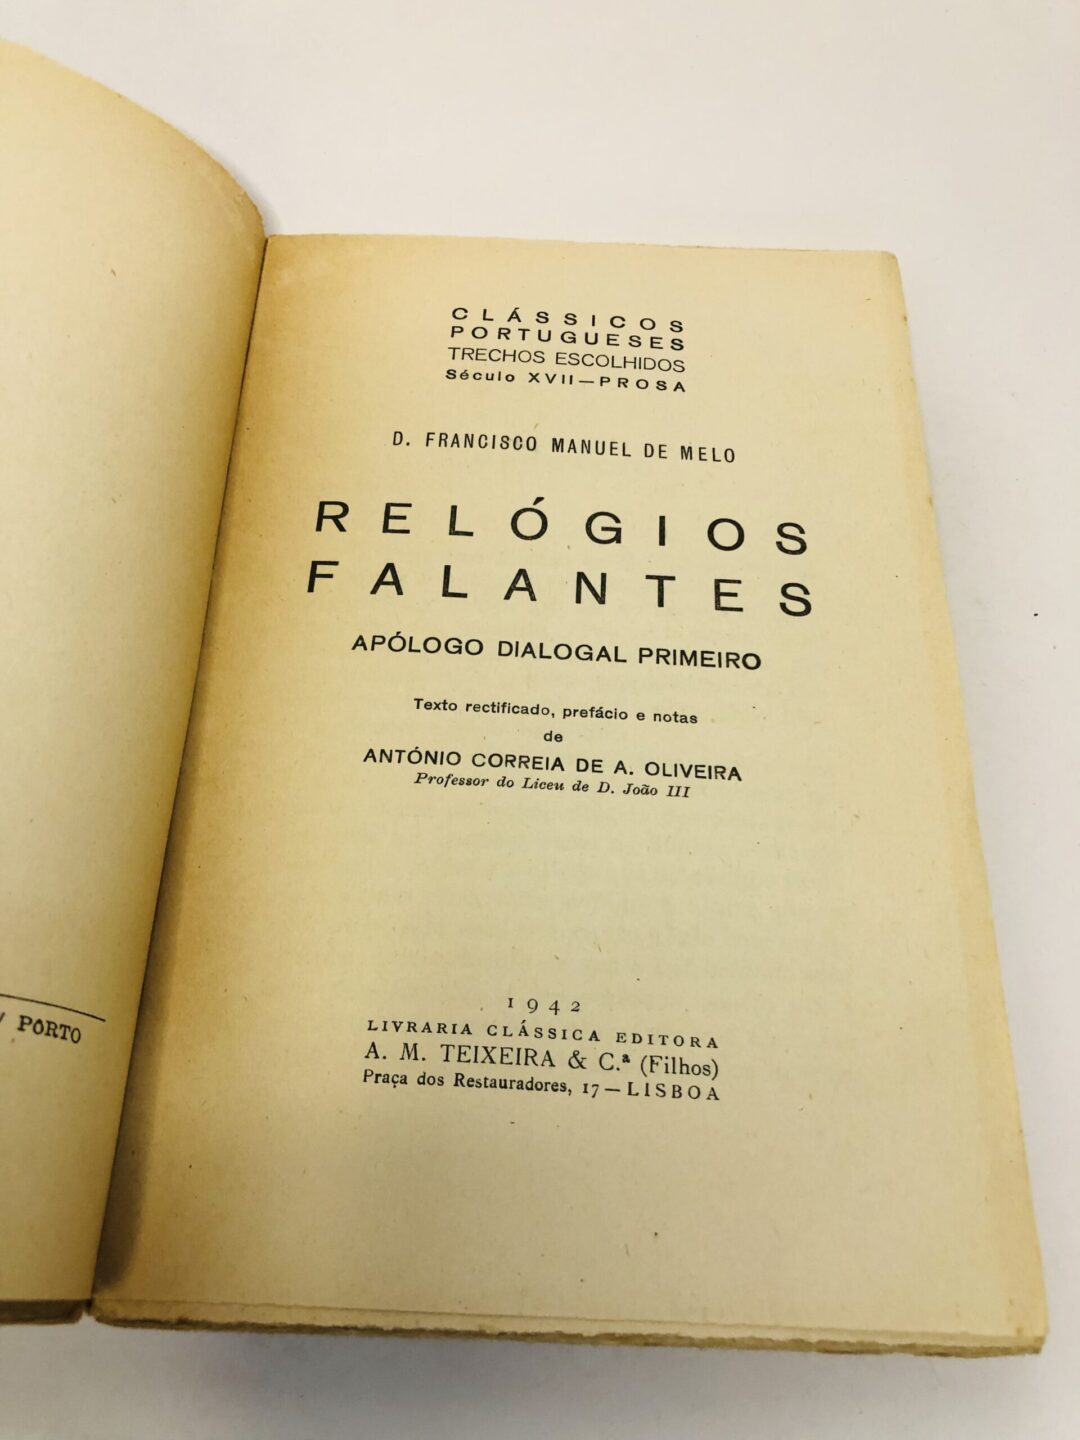 CLÁSSICOS
PORTUGUESES
TRECHOS ESCOLHIDOS
Século XVII—PROSA
D. FRANCISCO MANUEL DE MELO
RELÓGIOS
FALANTES
APÓLOGO DIALOGAL PRIMEIRO
Texto rectificado, prefácio e notas
de
ANTÓNIO CORREIA DE A. OLIVEIRA
Professor do Liceu de D. João III
1942
LIVRARIA CLÁSSICA EDITORA
A. M. TEIXEIRA & C.ª (Filhos)
Praça dos Restauradores, 17 — LISBOA
/ PÔRTO